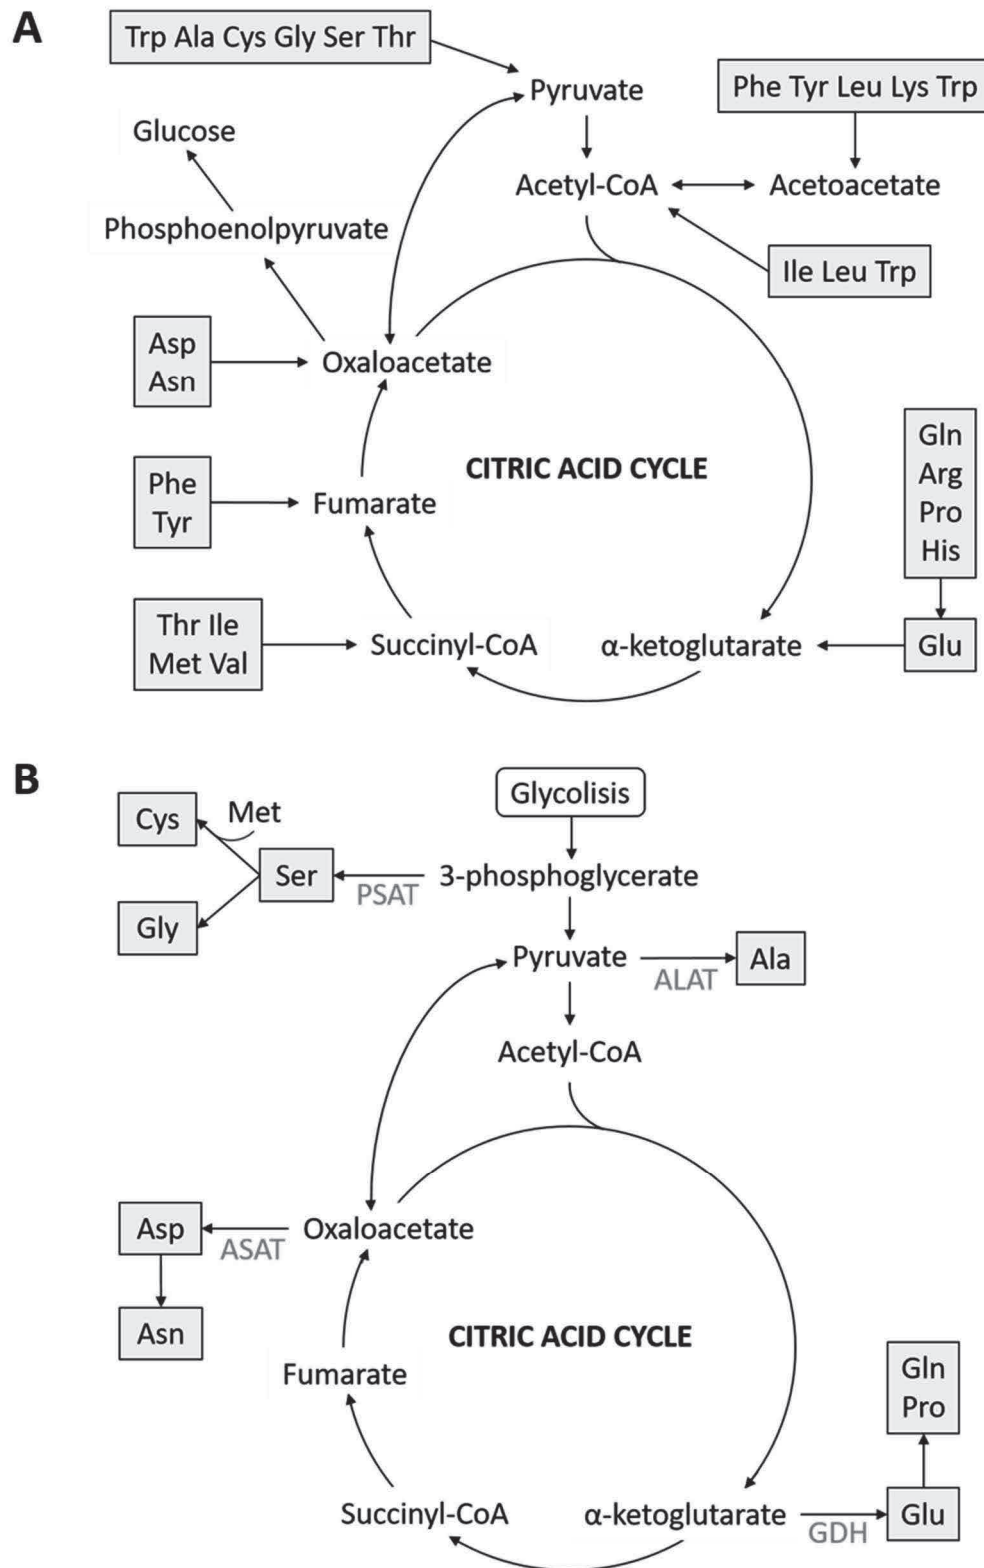 A
Trp Ala Cys Gly Ser Thr
Pyruvate
Phe Tyr Leu Lys Trp
Glucose
Acetyl-CoA
Acetoacetate
Phosphoenolpyruvate
Ile Leu Trp
Asp
Asn
Oxaloacetate
CITRIC ACID CYCLE
Gln
Arg
Pro
His
Phe
Tyr
Fumarate
Thr Ile
Met Val
Succinyl-CoA
α-ketoglutarate
Glu
B
Glycolisis
Cys
Met
Ser
PSAT
3-phosphoglycerate
Gly
Pyruvate
ALAT
Ala
Acetyl-CoA
Asp
ASAT
Oxaloacetate
Asn
CITRIC ACID CYCLE
Fumarate
Gln
Pro
Succinyl-CoA
α-ketoglutarate
GDH
Glu